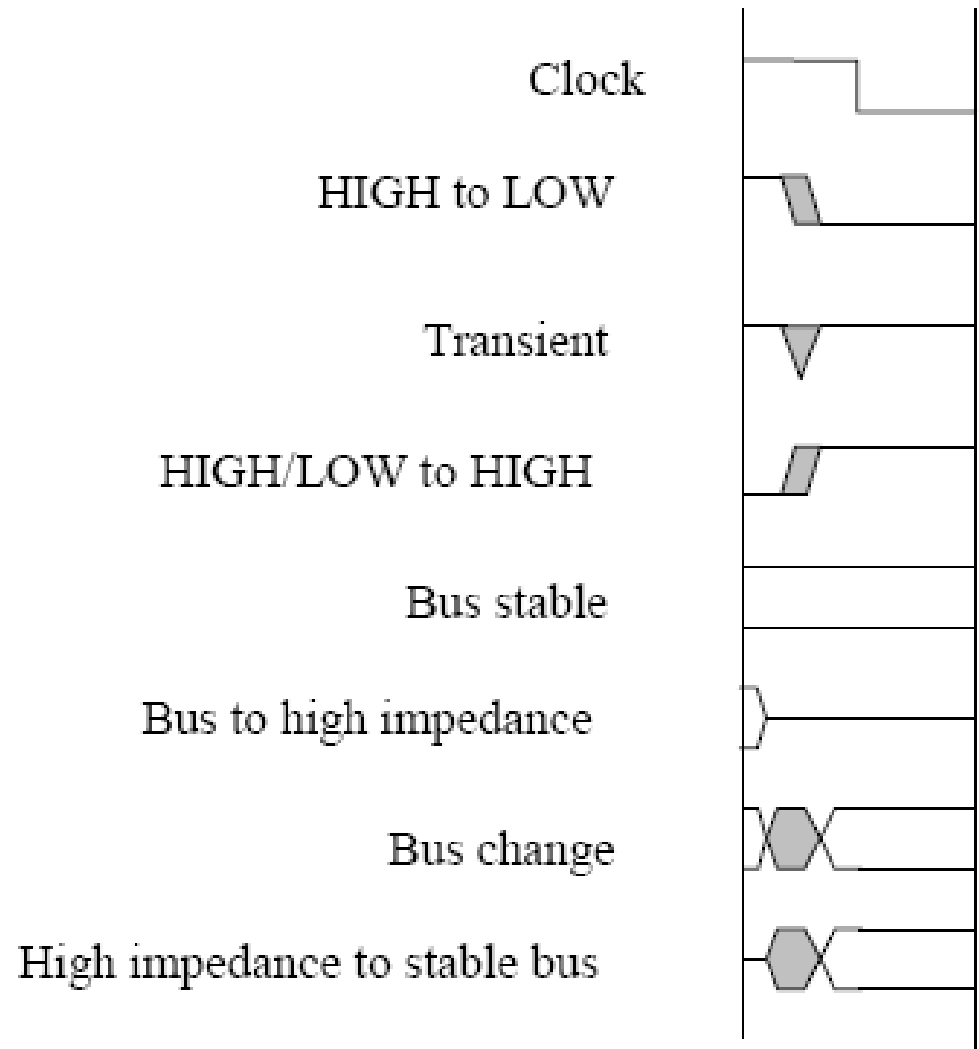 Clock
HIGH to LOW
Transient
HIGH/LOW to HIGH
Bus stable
Bus to high impedance
Bus change
High impedance to stable bus